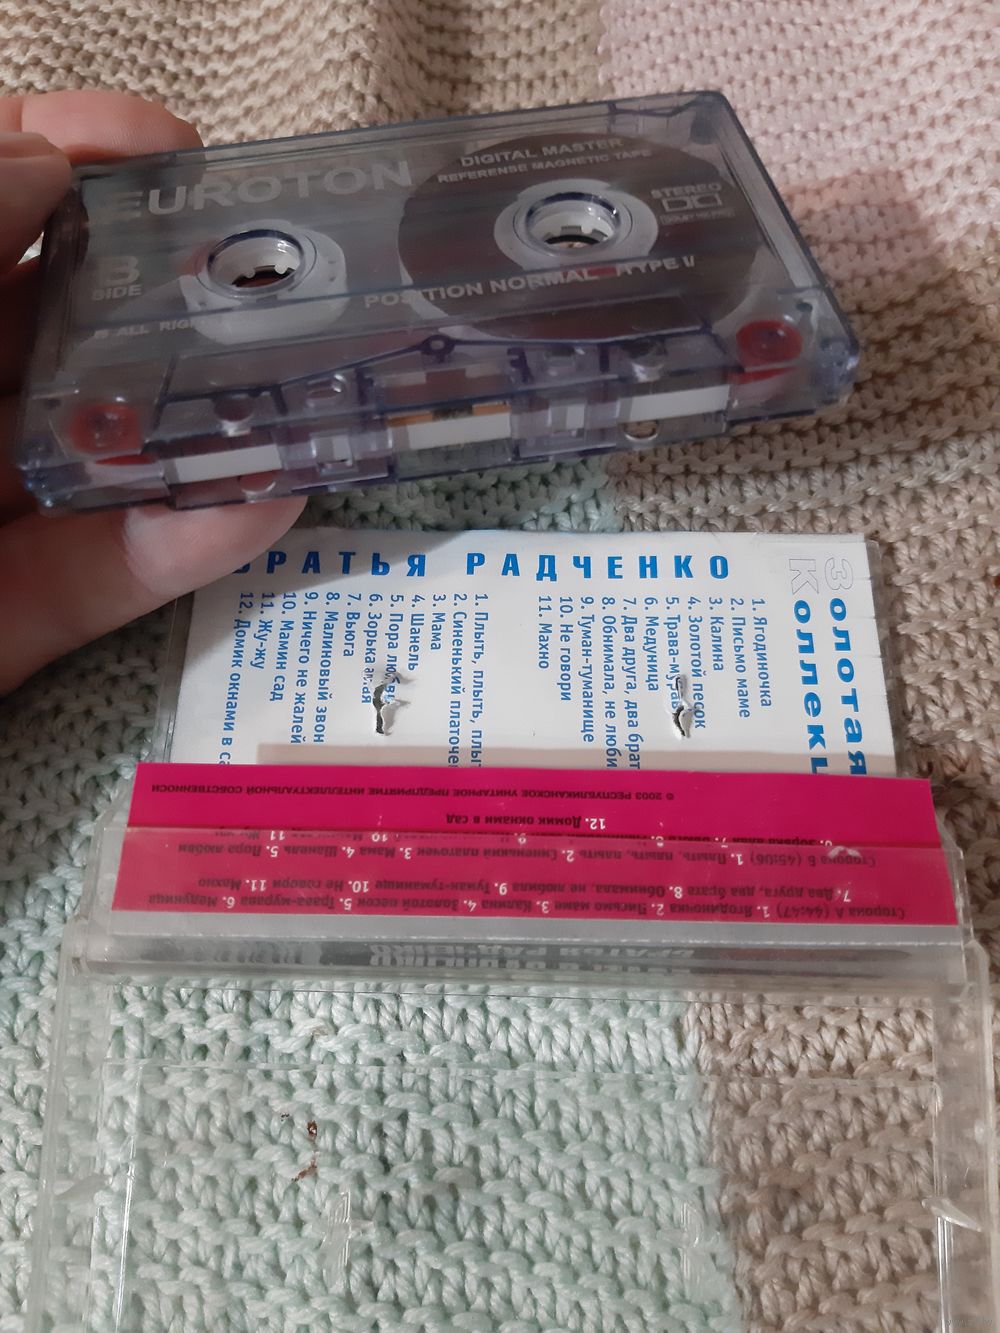 EUROTON
DIGITAL MASTER
REFERENSE MAGNETIC TAPE
STEREO
B
SIDE
POSITION NORMAL TYPE I/
ALL
БРАТЬЯ РАДЧЕНКО
Золотая
Коллекц
1. Ягодиночка
2. Письмо маме
3. Калина
4. Золотой песок
5. Трава-мурав
6. Медуница
7. Два друга, два брат
8. Обнимала, не люби
9. Туман-туманище
10. Не говори
11. Махно
1. Плыть, плыть, плыт
2. Синенький платоче
3. Мама
4. Шанель
5. Пора
6. Зорька
7. Вьюга
8. Малиновый звон
9. Ничего не жалей
10. Мамин сад
11. Жу-жу
12. Домик окнами в са
Сторона А (44:47) 1. Ягодиночка 2. Письмо маме 3. Калина 4. Золотой песок 5. Трава-мурава 6. Медуница
7. Два друга, два брата 8. Обнимала, не любила 9. Туман-туманище 10. Не говори 11. Махно
Сторона Б (45:06) 1. Плыть, плыть, плыть 2. Синенький платочек 3. Мама 4. Шанель 5. Пора любви
12. Домик окнами в сад
© 2003 РЕСПУБЛИКАНСКОЕ УНИТАРНОЕ ПРЕДПРИЯТИЕ ИНТЕЛЛЕКТУАЛЬНОЙ СОБСТВЕННОСИ